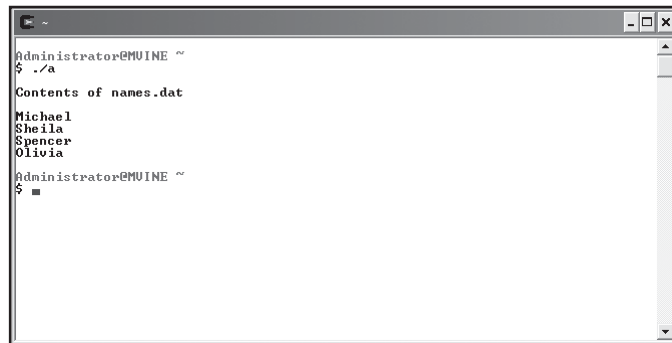 ~
Administrator@MVINE ~
$ ./a
Contents of names.dat
Michael
Sheila
Spencer
Olivia
Administrator@MVINE ~
$